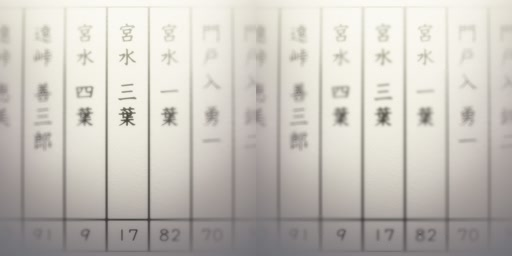 門戸入 勇一
70
宮水 一葉
82
宮水 三葉
17
宮水 四葉
9
遠峠 善三郎
91
門戸入 勇一
70
宮水 一葉
82
宮水 三葉
17
宮水 四葉
9
遠峠 善三郎
91